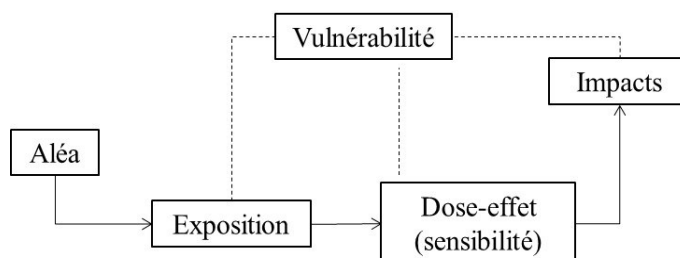 Vulnérabilité
Impacts
Aléa
Exposition
Dose-effet
(sensibilité)